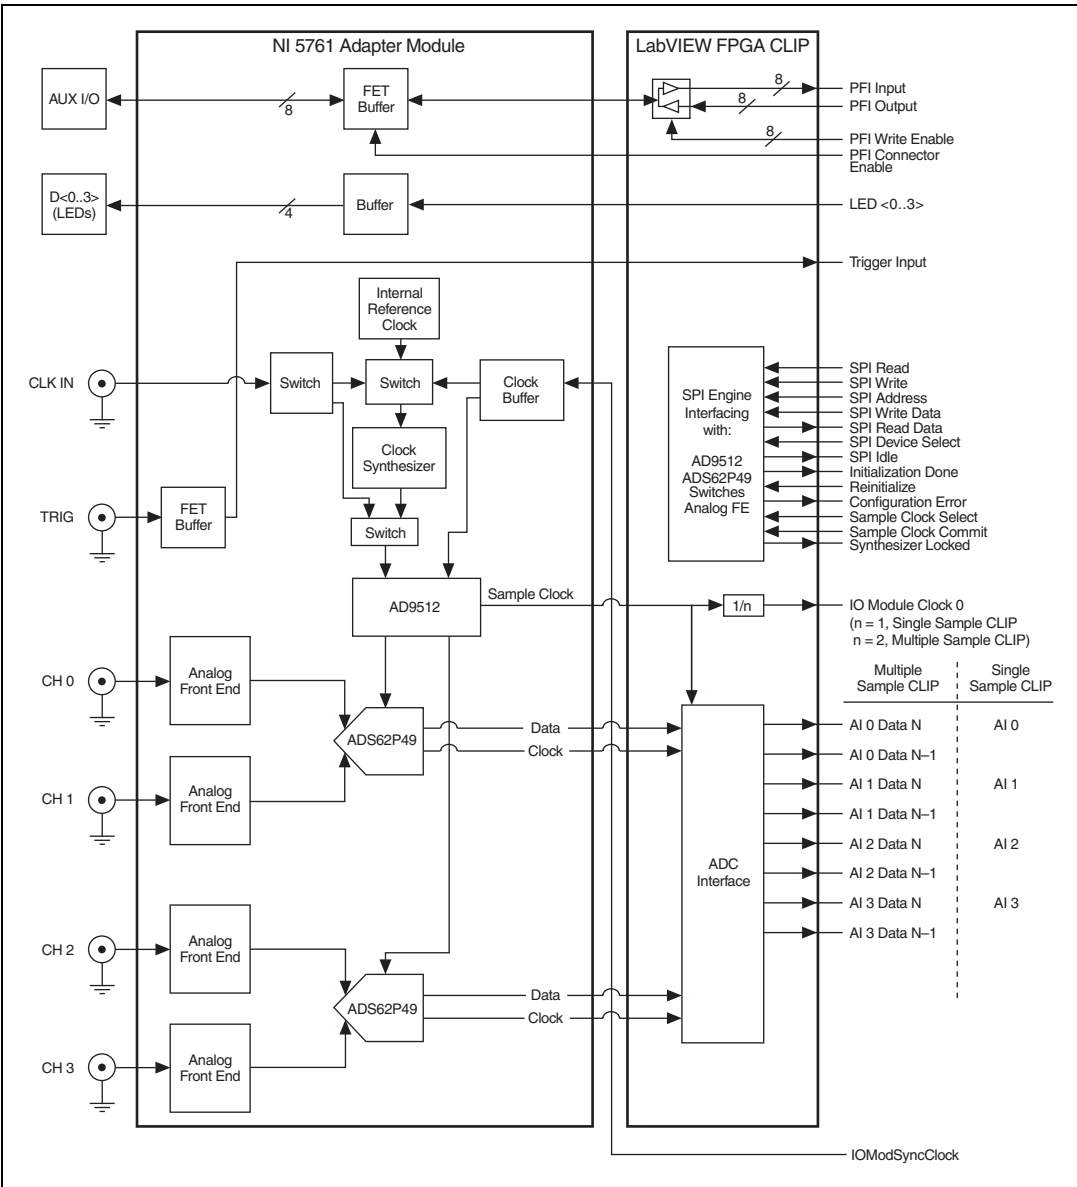 NI 5761 Adapter Module
LabVIEW FPGA CLIP
AUX I/O
8
FET
Buffer
8
PFI Input
8
PFI Output
8
PFI Write Enable
PFI Connector
Enable
D<0..3>
(LEDs)
4
Buffer
LED <0..3>
Trigger Input
Internal
Reference
Clock
CLK IN
Switch
Switch
Clock
Buffer
Clock
Synthesizer
TRIG
FET
Buffer
Switch
SPI Engine
Interfacing
with:
AD9512
ADS62P49
Switches
Analog FE
SPI Read
SPI Write
SPI Address
SPI Write Data
SPI Read Data
SPI Device Select
SPI Idle
Initialization Done
Reinitialize
Configuration Error
Sample Clock Select
Sample Clock Commit
Synthesizer Locked
AD9512
Sample Clock
1/n
IO Module Clock 0
(n = 1, Single Sample CLIP
n = 2, Multiple Sample CLIP)
Multiple
Sample CLIP
Single
Sample CLIP
CH 0
Analog
Front End
ADS62P49
Data
Clock
CH 1
Analog
Front End
AI 0 Data N
AI 0
AI 0 Data N–1
AI 1 Data N
AI 1
AI 1 Data N–1
AI 2 Data N
AI 2
AI 2 Data N–1
AI 3 Data N
AI 3
AI 3 Data N–1
ADC
Interface
CH 2
Analog
Front End
ADS62P49
Data
Clock
CH 3
Analog
Front End
IOModSyncClock